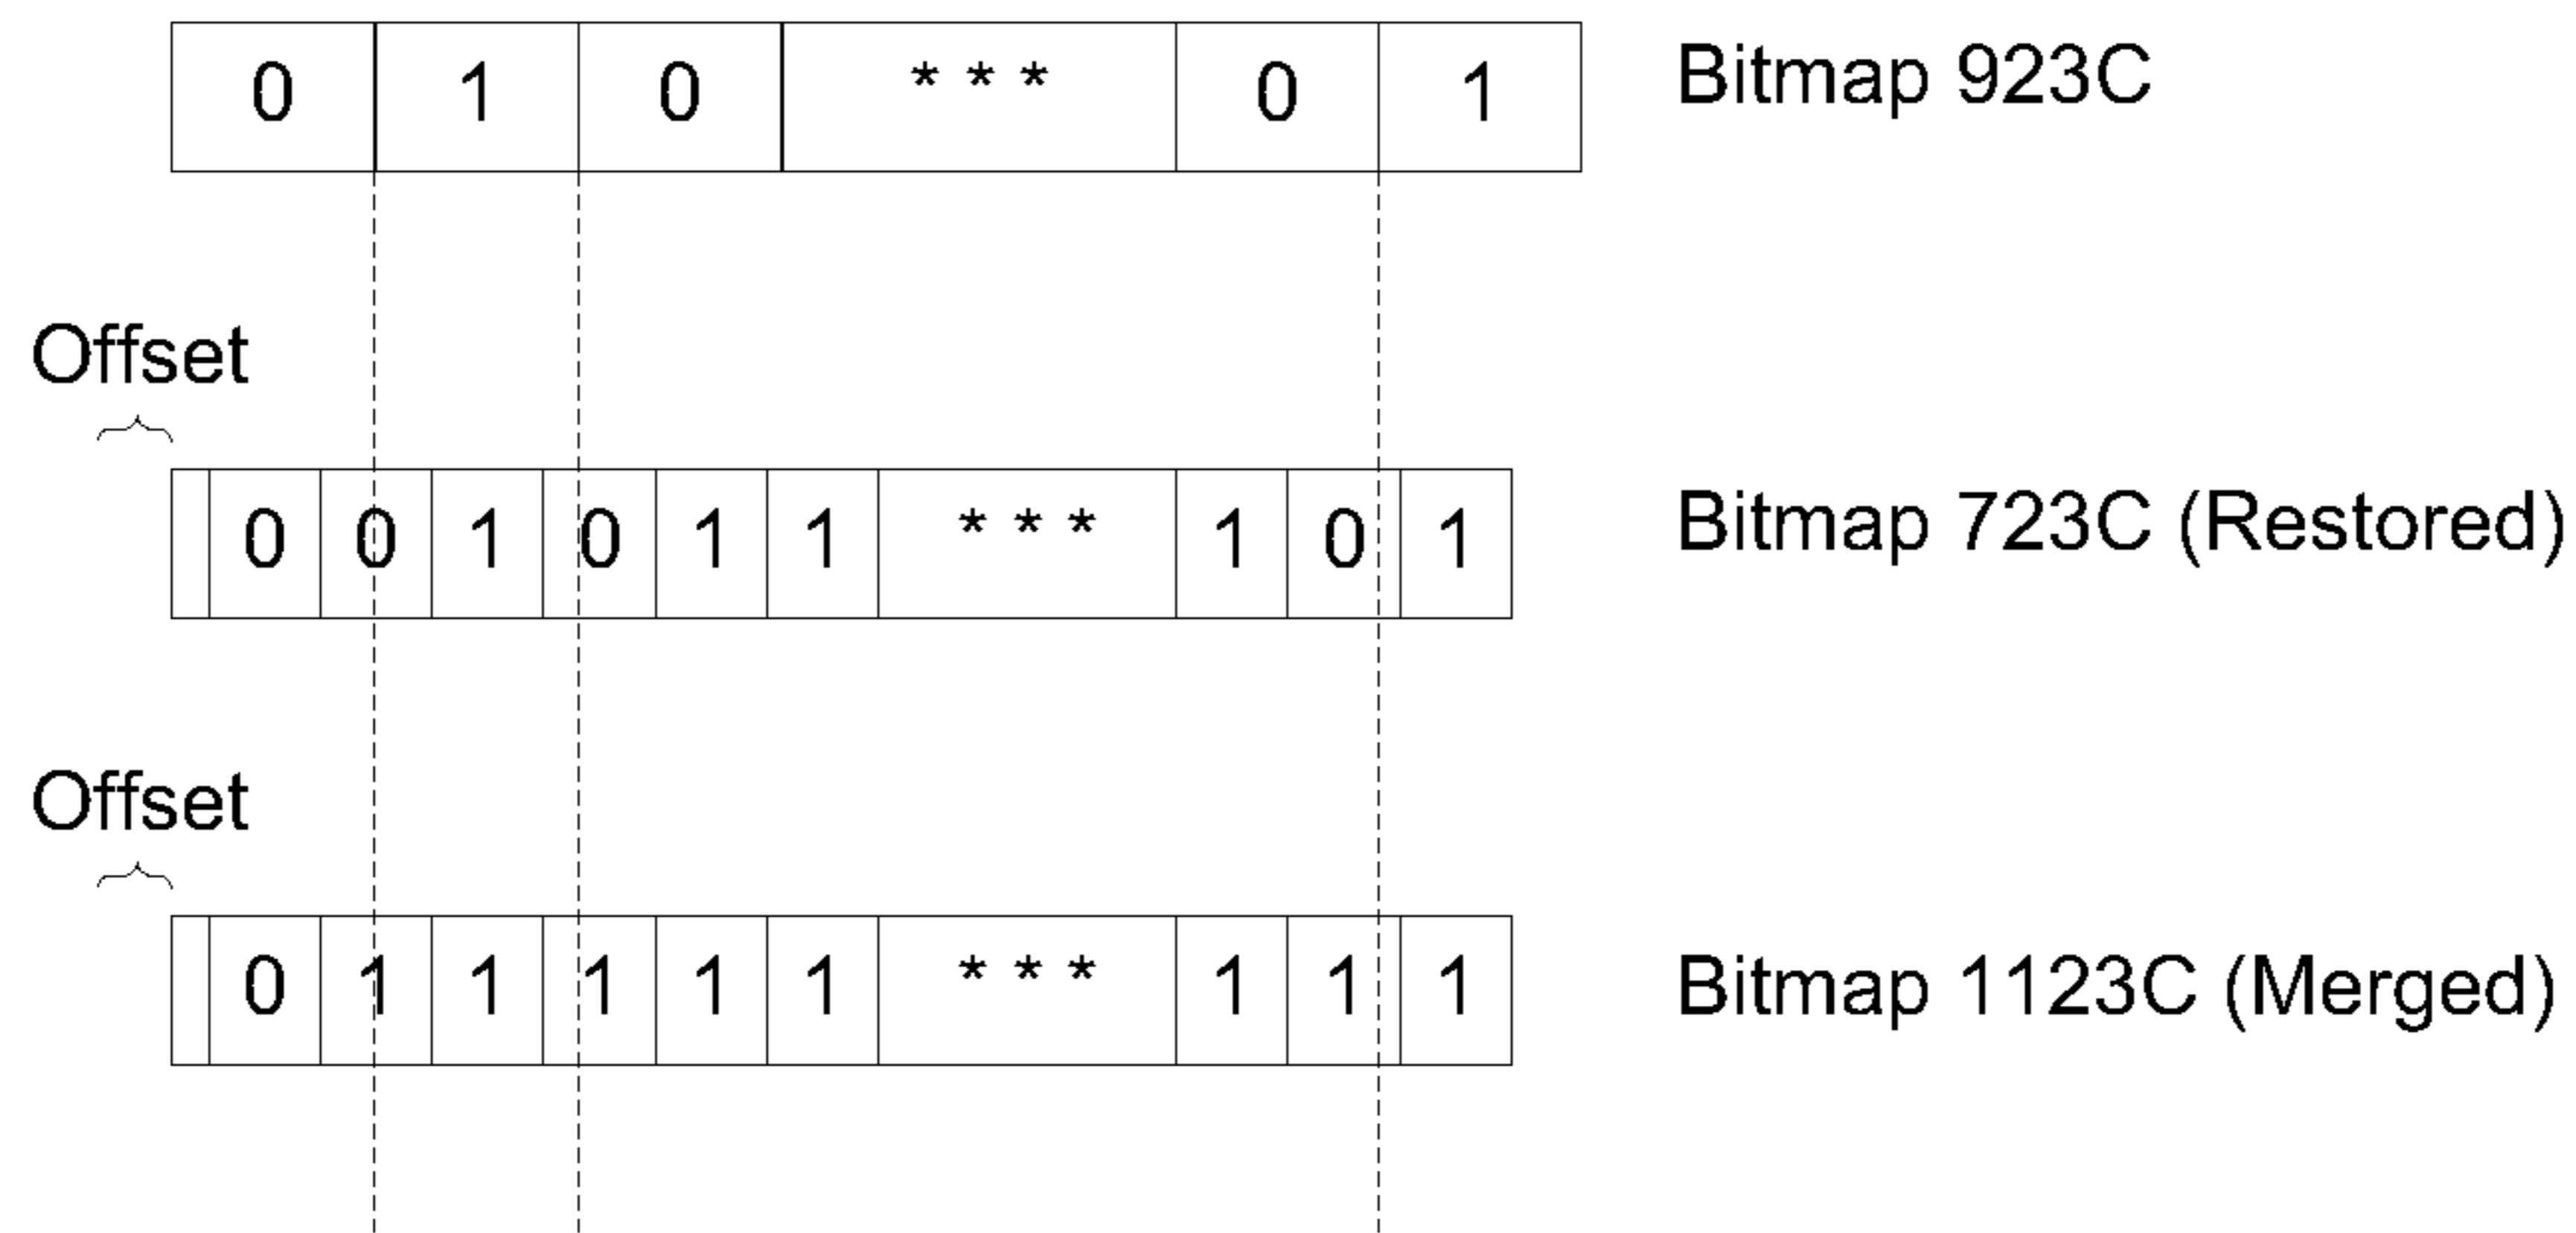 0 1 0 * * * 0 1 Bitmap 923C
Offset
0 0 1 0 1 1 * * * 1 0 1 Bitmap 723C (Restored)
Offset
0 1 1 1 1 1 * * * 1 1 1 Bitmap 1123C (Merged)